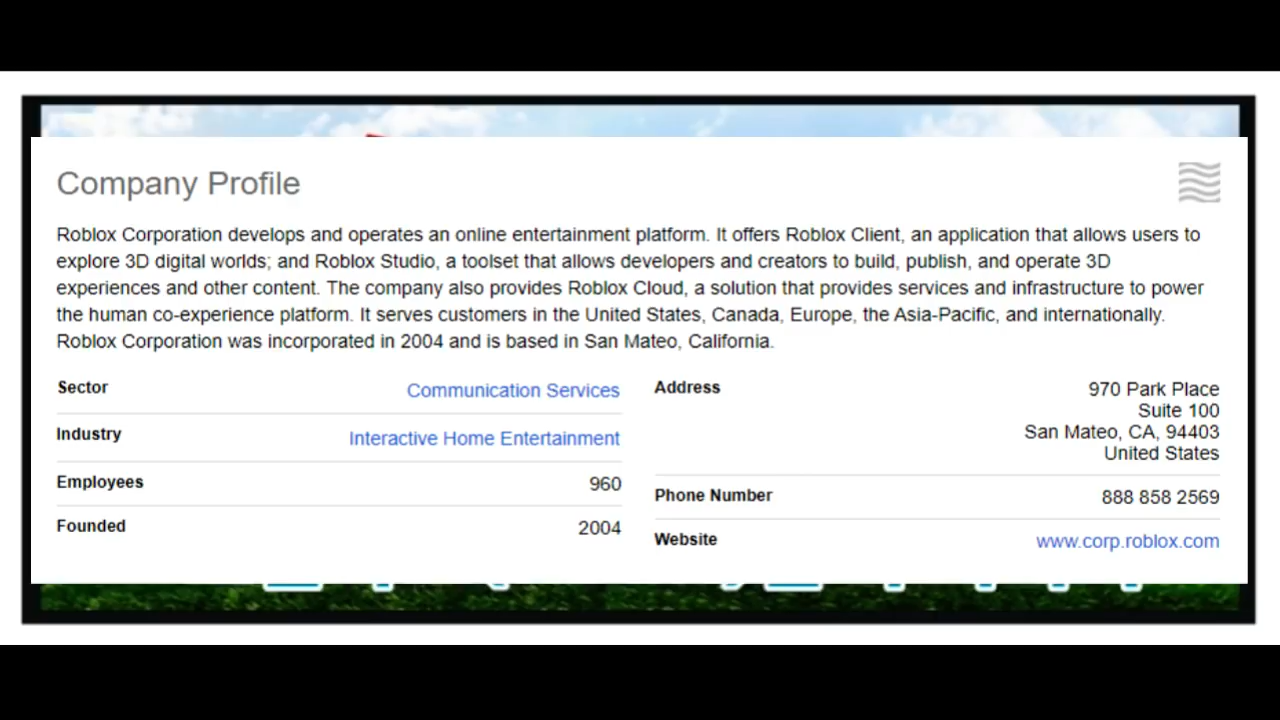 Company Profile
Roblox Corporation develops and operates an online entertainment platform. It offers Roblox Client, an application that allows users to
explore 3D digital worlds; and Roblox Studio, a toolset that allows developers and creators to build, publish, and operate 3D
experiences and other content. The company also provides Roblox Cloud, a solution that provides services and infrastructure to power
the human co-experience platform. It serves customers in the United States, Canada, Europe, the Asia-Pacific, and internationally.
Roblox Corporation was incorporated in 2004 and is based in San Mateo, California.
Sector Communication Services
Industry Interactive Home Entertainment
Employees 960
Founded 2004
Address 970 Park Place
Suite 100
San Mateo, CA, 94403
United States
Phone Number 888 858 2569
Website www.corp.roblox.com